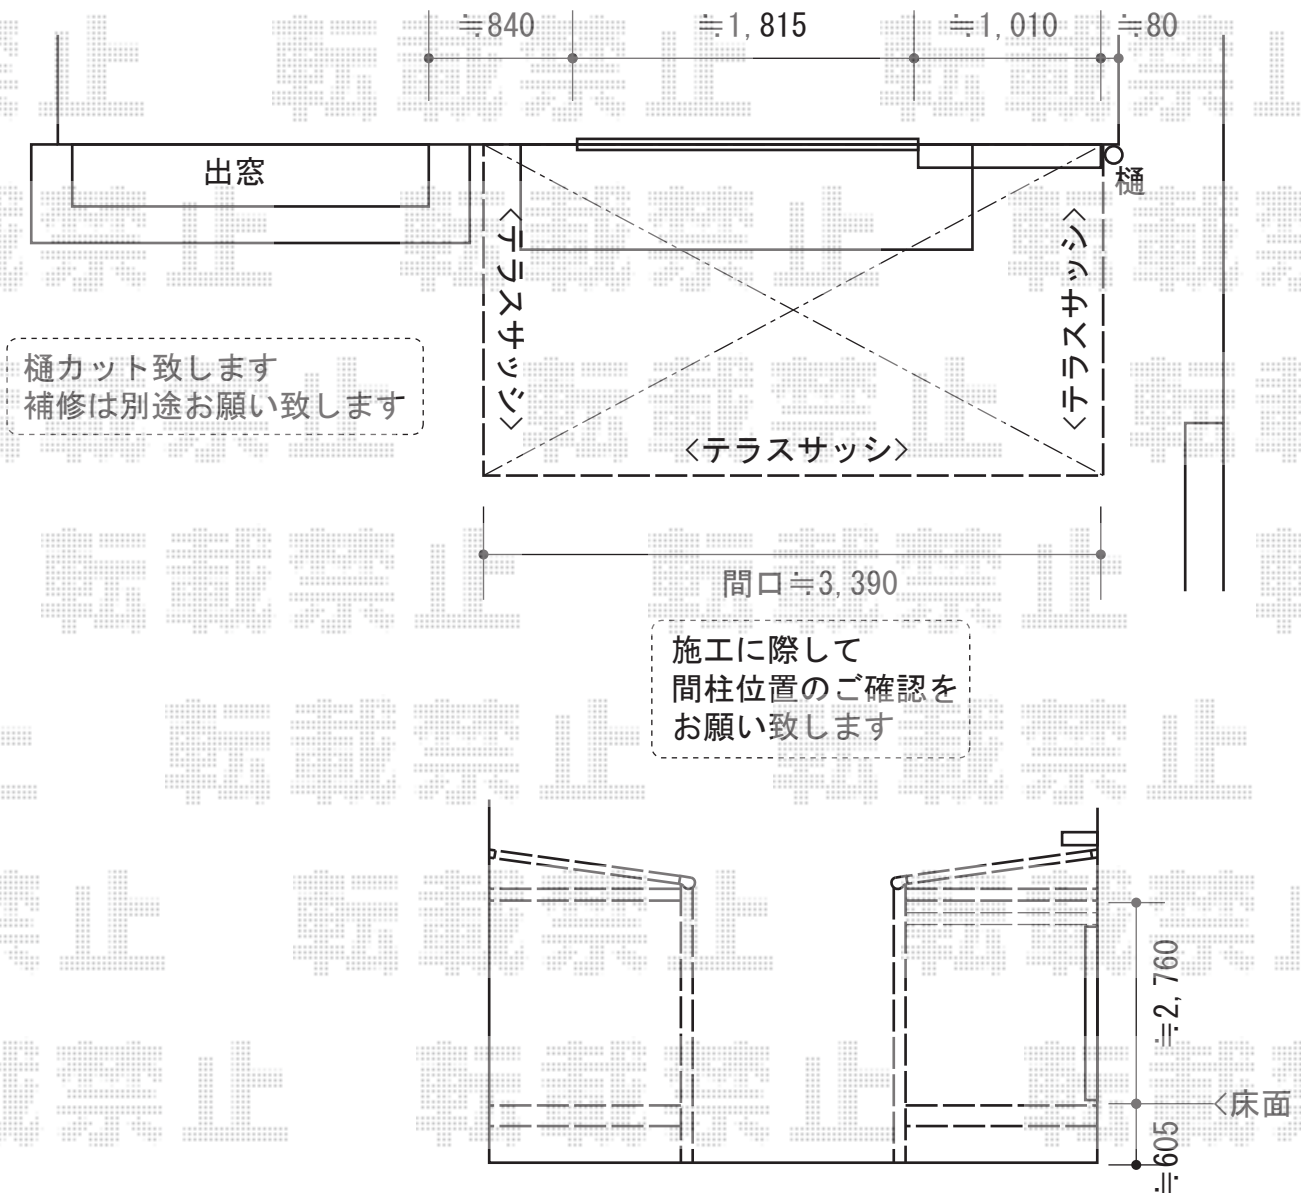 ≒840
≒1,815
≒1,010
≒80
出窓
樋
<テラスサッシ>
<テラスサッシ>
<テラスサッシ>
樋カット致します
補修は別途お願い致します
間口≒3,390
施工に際して
間柱位置のご確認を
お願い致します
≒2,760
<床面
≒605
転載禁止